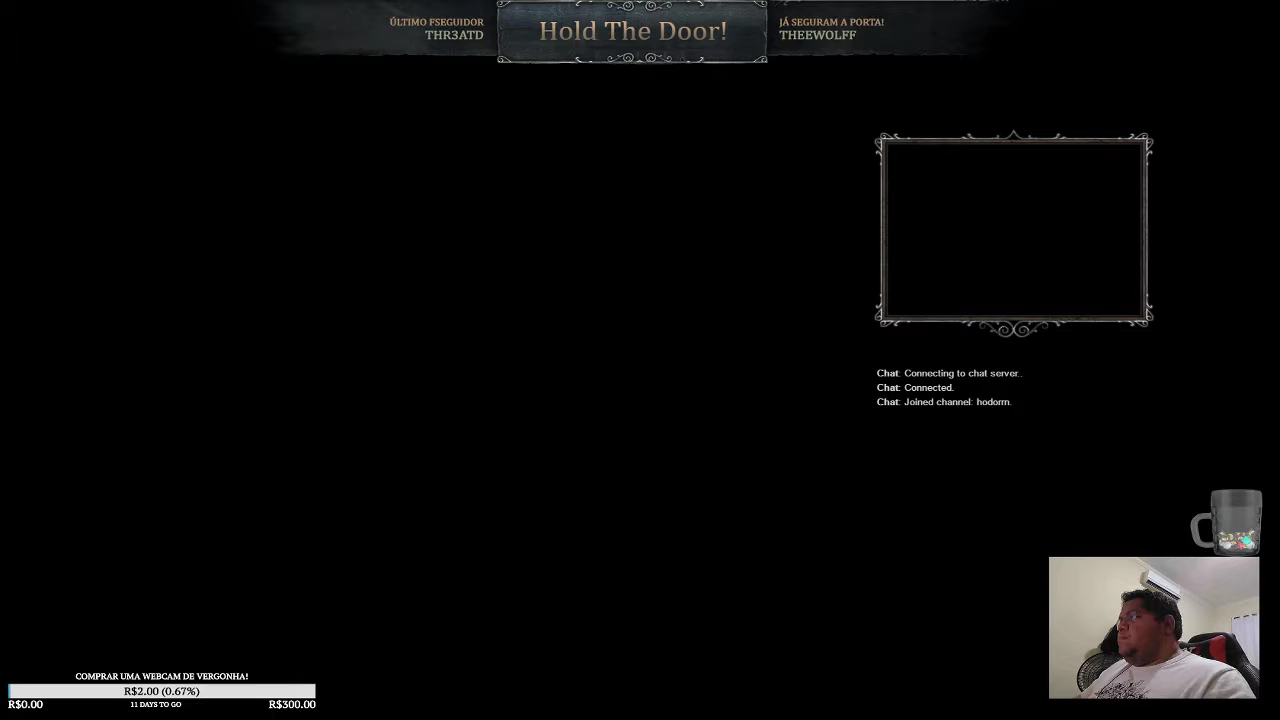 ÚLTIMO FSEGUIDOR
THR3ATD
Hold The Door!
JÁ SEGURAM A PORTA!
THEEWOLFF
Chat: Connecting to chat server..
Chat: Connected.
Chat: Joined channel: hodorrn.
COMPRAR UMA WEBCAM DE VERGONHA!
R$2.00 (0.67%)
R$0.00
11 DAYS TO GO
R$300.00